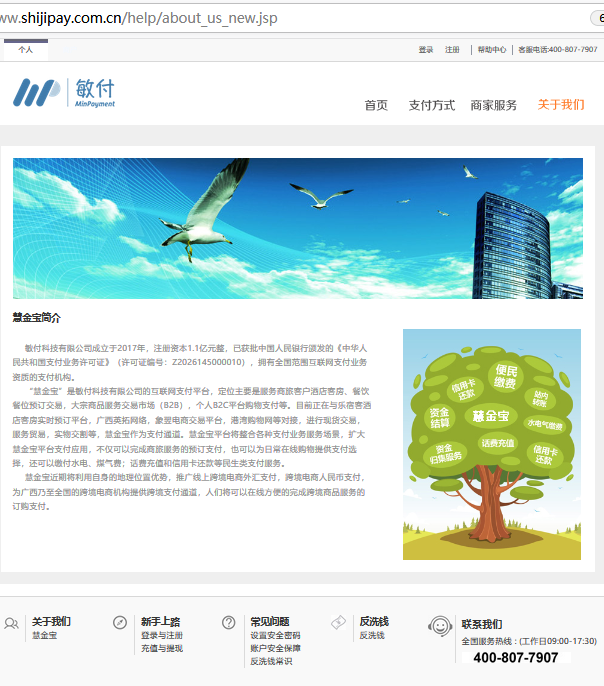 ww.shijipay.com.cn/help/about_us_new.jsp
个人
登录 注册 帮助中心 客服电话:400-807-7907
敏付
MinPayment
首页 支付方式 商家服务 关于我们
慧金宝简介
敏付科技有限公司成立于2017年，注册资本1.1亿元整，已获批中国人民银行颁发的《中华人
民共和国支付业务许可证》（许可证编号：Z2026145000010），拥有全国范围互联网支付业务
资质的支付机构。
“慧金宝”是敏付科技有限公司的互联网支付平台，定位主要是服务商旅客户酒店客房、餐饮
餐位预订交易，大宗商品服务交易市场（B2B），个人B2C平台购物支付等。目前正在与乐宿客酒
店客房实时预订平台，广西英拓网络，象盟电商交易平台，港湾购物网等对接，进行现货交易，
服务贸易，实物交割等，慧金宝作为支付通道。慧金宝平台将整合各种支付业务服务场景，扩大
慧金宝平台支付应用，不仅可以完成商旅服务的预订支付，也可以为日常在线购物提供支付选
择，还可以缴付水电、煤气费；话费充值和信用卡还款等民生类支付服务。
慧金宝近期将利用自身的地理位置优势，推广线上跨境电商外汇支付，跨境电商人民币支付，
为广西乃至全国的跨境电商机构提供跨境支付通道，人们将可以在线方便的完成跨境商品服务的
订购支付。
便民
缴费
信用卡
还款
站内
转账
资金
结算
慧金宝
水电气缴费
话费充值
资金
归集服务
信用卡
还款
关于我们
慧金宝
新手上路
登录与注册
充值与提现
常见问题
设置安全密码
账户安全保障
反洗钱常识
反洗钱
反洗钱
联系我们
全国服务热线：(工作日09:00-17:30)
400-807-7907